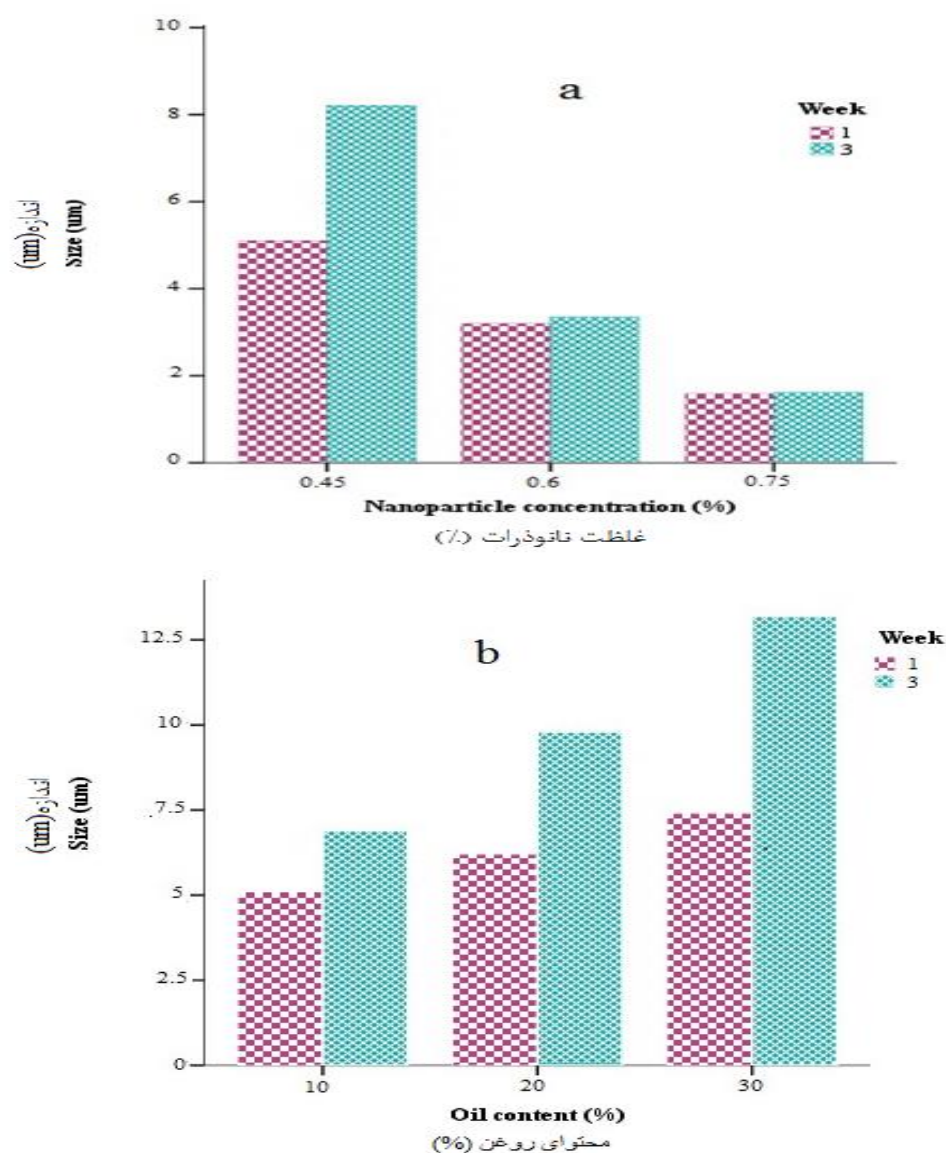 10
a
Week
1
3
8
6
4
2
0
اندازه(um)
Size (um)
0.45 0.6 0.75
Nanoparticle concentration (%)
غلظت نانوذرات (٪)
b
Week
1
3
12.5
10
7.5
5
2.5
0
اندازه(um)
Size (um)
10 20 30
Oil content (%)
محتوای روغن (%)